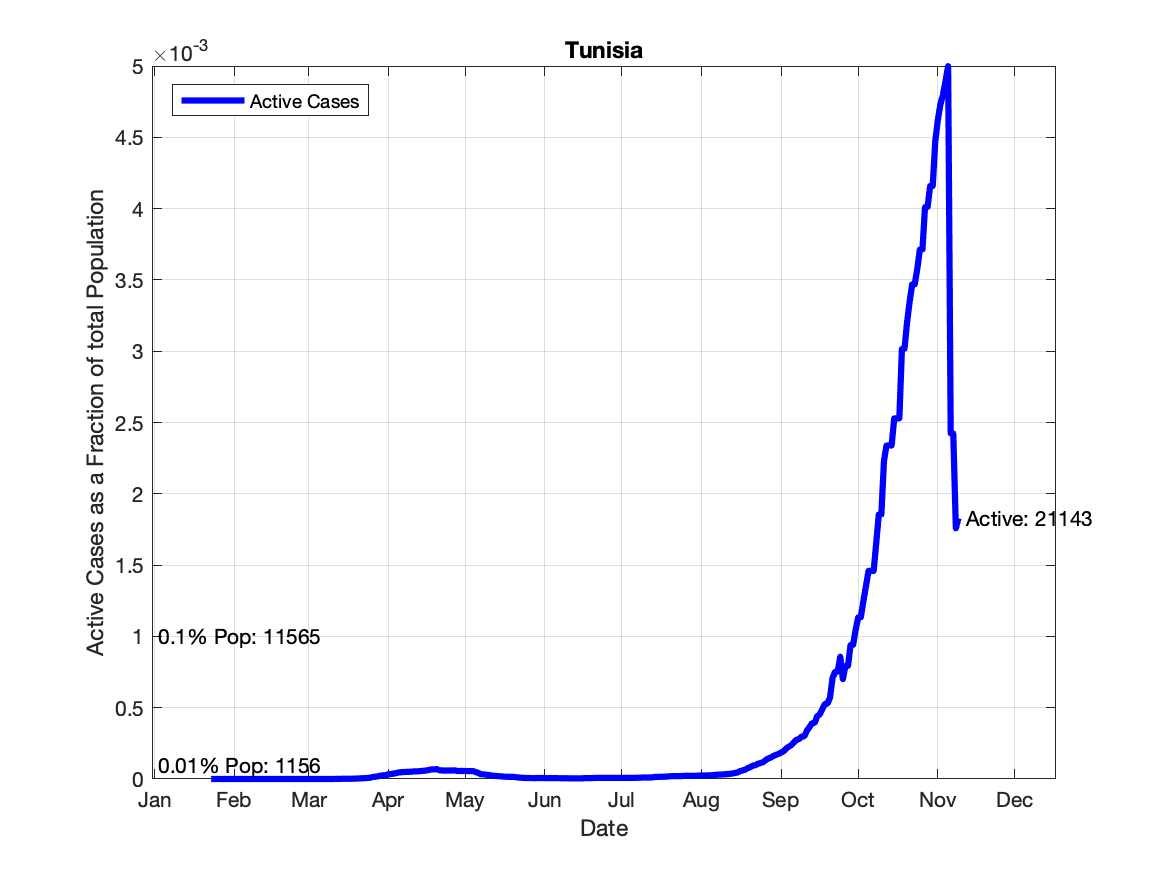 Tunisia
×10-3
Active Cases
5
4.5
4
3.5
3
2.5
2
1.5
1
0.5
0
Active Cases as a Fraction of total Population
Active: 21143
0.1% Pop: 11565
0.01% Pop: 1156
Jan Feb Mar Apr May Jun Jul Aug Sep Oct Nov Dec
Date